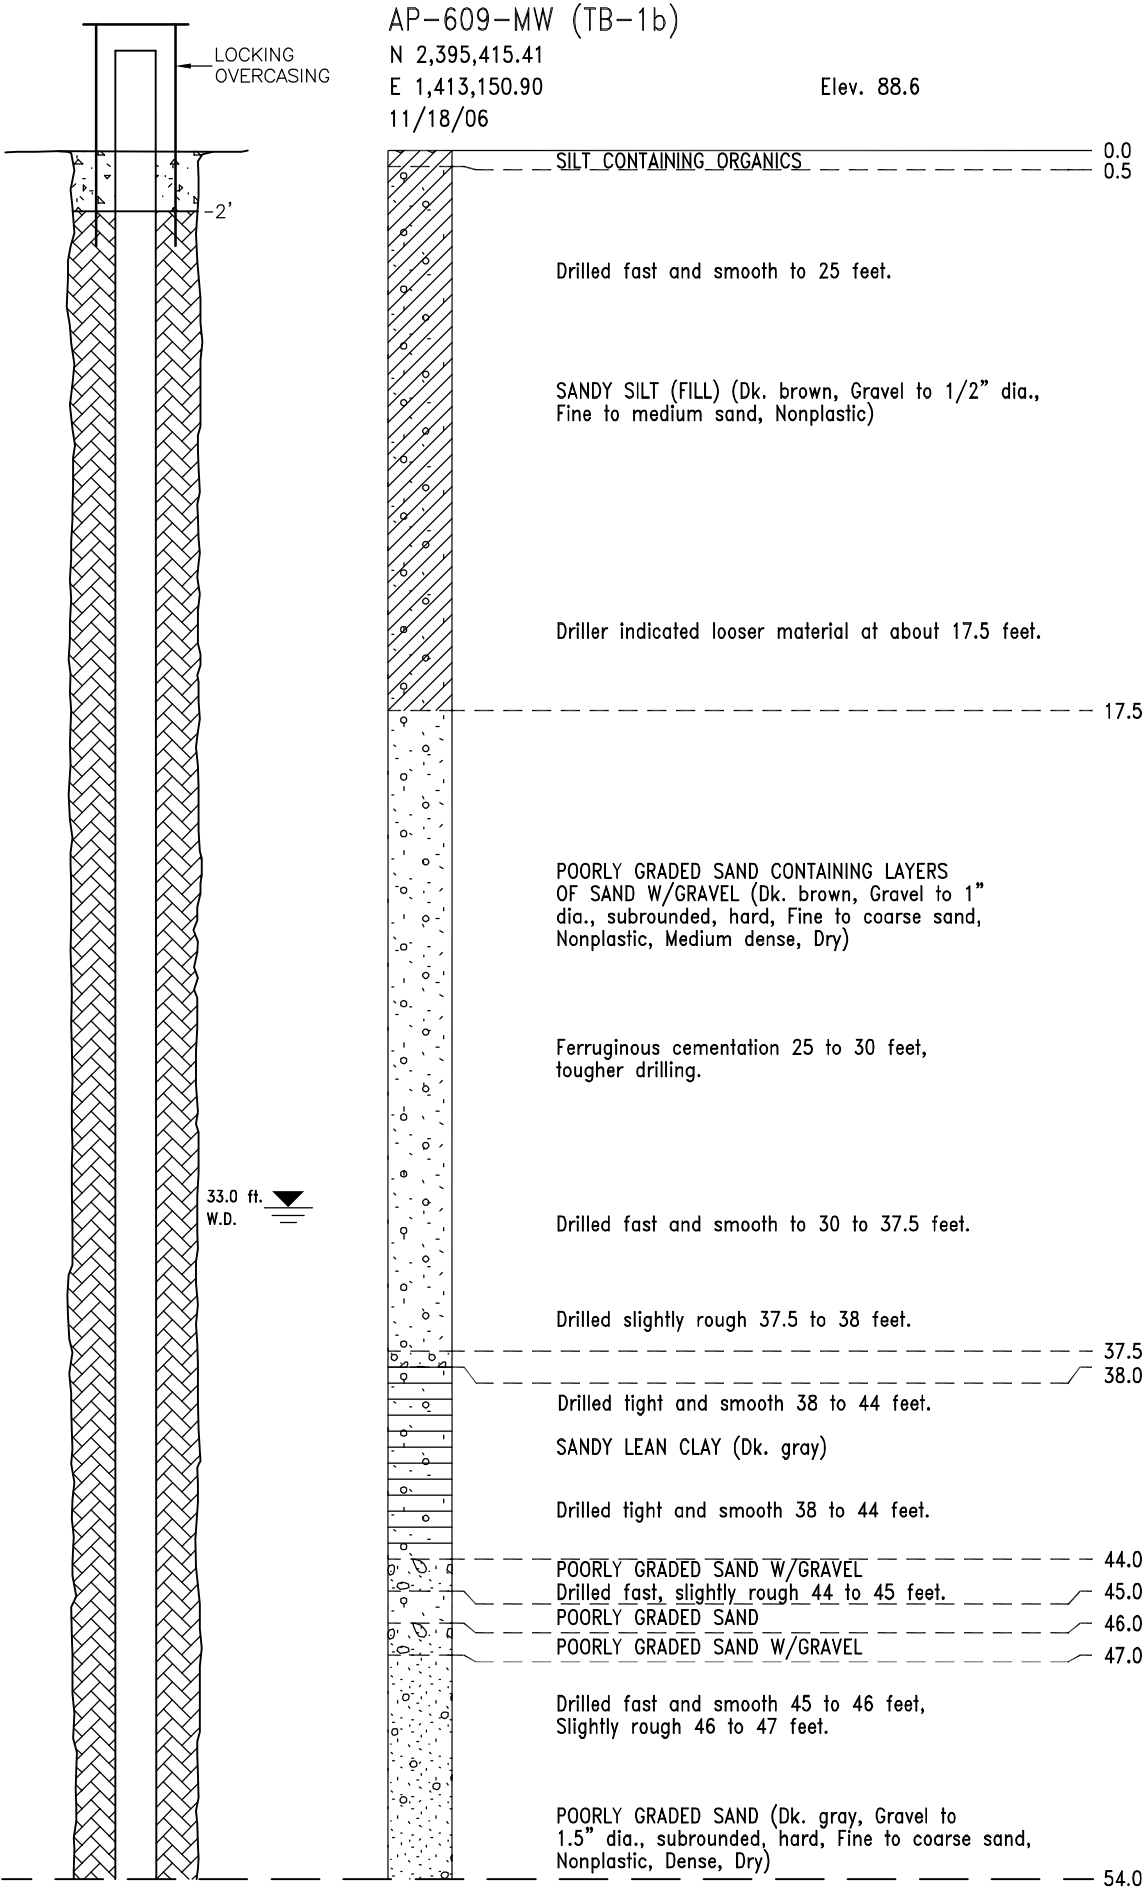 AP-609-MW (TB-1b)
N 2,395,415.41
E 1,413,150.90
Elev. 88.6
11/18/06
LOCKING
OVERCASING
0.0
SILT CONTAINING ORGANICS
0.5
-2'
Drilled fast and smooth to 25 feet.
SANDY SILT (FILL) (Dk. brown, Gravel to 1/2" dia.,
Fine to medium sand, Nonplastic)
Driller indicated looser material at about 17.5 feet.
17.5
POORLY GRADED SAND CONTAINING LAYERS
OF SAND W/GRAVEL (Dk. brown, Gravel to 1"
dia., subrounded, hard, Fine to coarse sand,
Nonplastic, Medium dense, Dry)
Ferruginous cementation 25 to 30 feet,
tougher drilling.
33.0 ft.
W.D.
Drilled fast and smooth to 30 to 37.5 feet.
Drilled slightly rough 37.5 to 38 feet.
37.5
38.0
Drilled tight and smooth 38 to 44 feet.
SANDY LEAN CLAY (Dk. gray)
Drilled tight and smooth 38 to 44 feet.
44.0
POORLY GRADED SAND W/GRAVEL
Drilled fast, slightly rough 44 to 45 feet.
45.0
POORLY GRADED SAND
46.0
POORLY GRADED SAND W/GRAVEL
47.0
Drilled fast and smooth 45 to 46 feet,
Slightly rough 46 to 47 feet.
POORLY GRADED SAND (Dk. gray, Gravel to
1.5" dia., subrounded, hard, Fine to coarse sand,
Nonplastic, Dense, Dry)
54.0